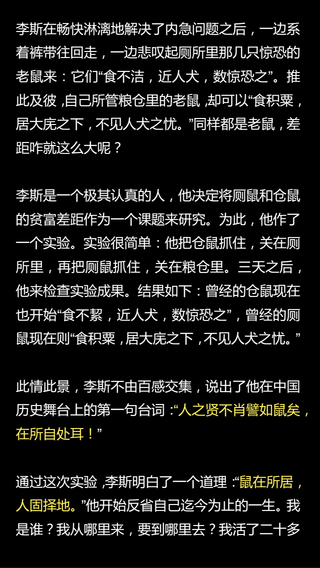 李斯在畅快淋漓地解决了内急问题之后，一边系
着裤带往回走，一边悲叹起厕所里那几只惊恐的
老鼠来：它们“食不洁，近人犬，数惊恐之”。推
此及彼，自己所管粮仓里的老鼠，却可以“食积粟，
居大庑之下，不见人犬之忧。”同样都是老鼠，差
距咋就这么大呢？
李斯是一个极其认真的人，他决定将厕鼠和仓鼠
的贫富差距作为一个课题来研究。为此，他作了
一个实验。实验很简单：他把仓鼠抓住，关在厕
所里，再把厕鼠抓住，关在粮仓里。三天之后，
他来检查实验成果。结果如下：曾经的仓鼠现在
也开始“食不絜，近人犬，数惊恐之”，曾经的厕
鼠现在则“食积粟，居大庑之下，不见人犬之忧。”
此情此景，李斯不由百感交集，说出了他在中国
历史舞台上的第一句台词：“人之贤不肖譬如鼠矣，
在所自处耳！”
通过这次实验，李斯明白了一个道理：“鼠在所居，
人固择地。”他开始反省自己迄今为止的一生。我
是谁？我从哪里来，要到哪里去？我活了二十多